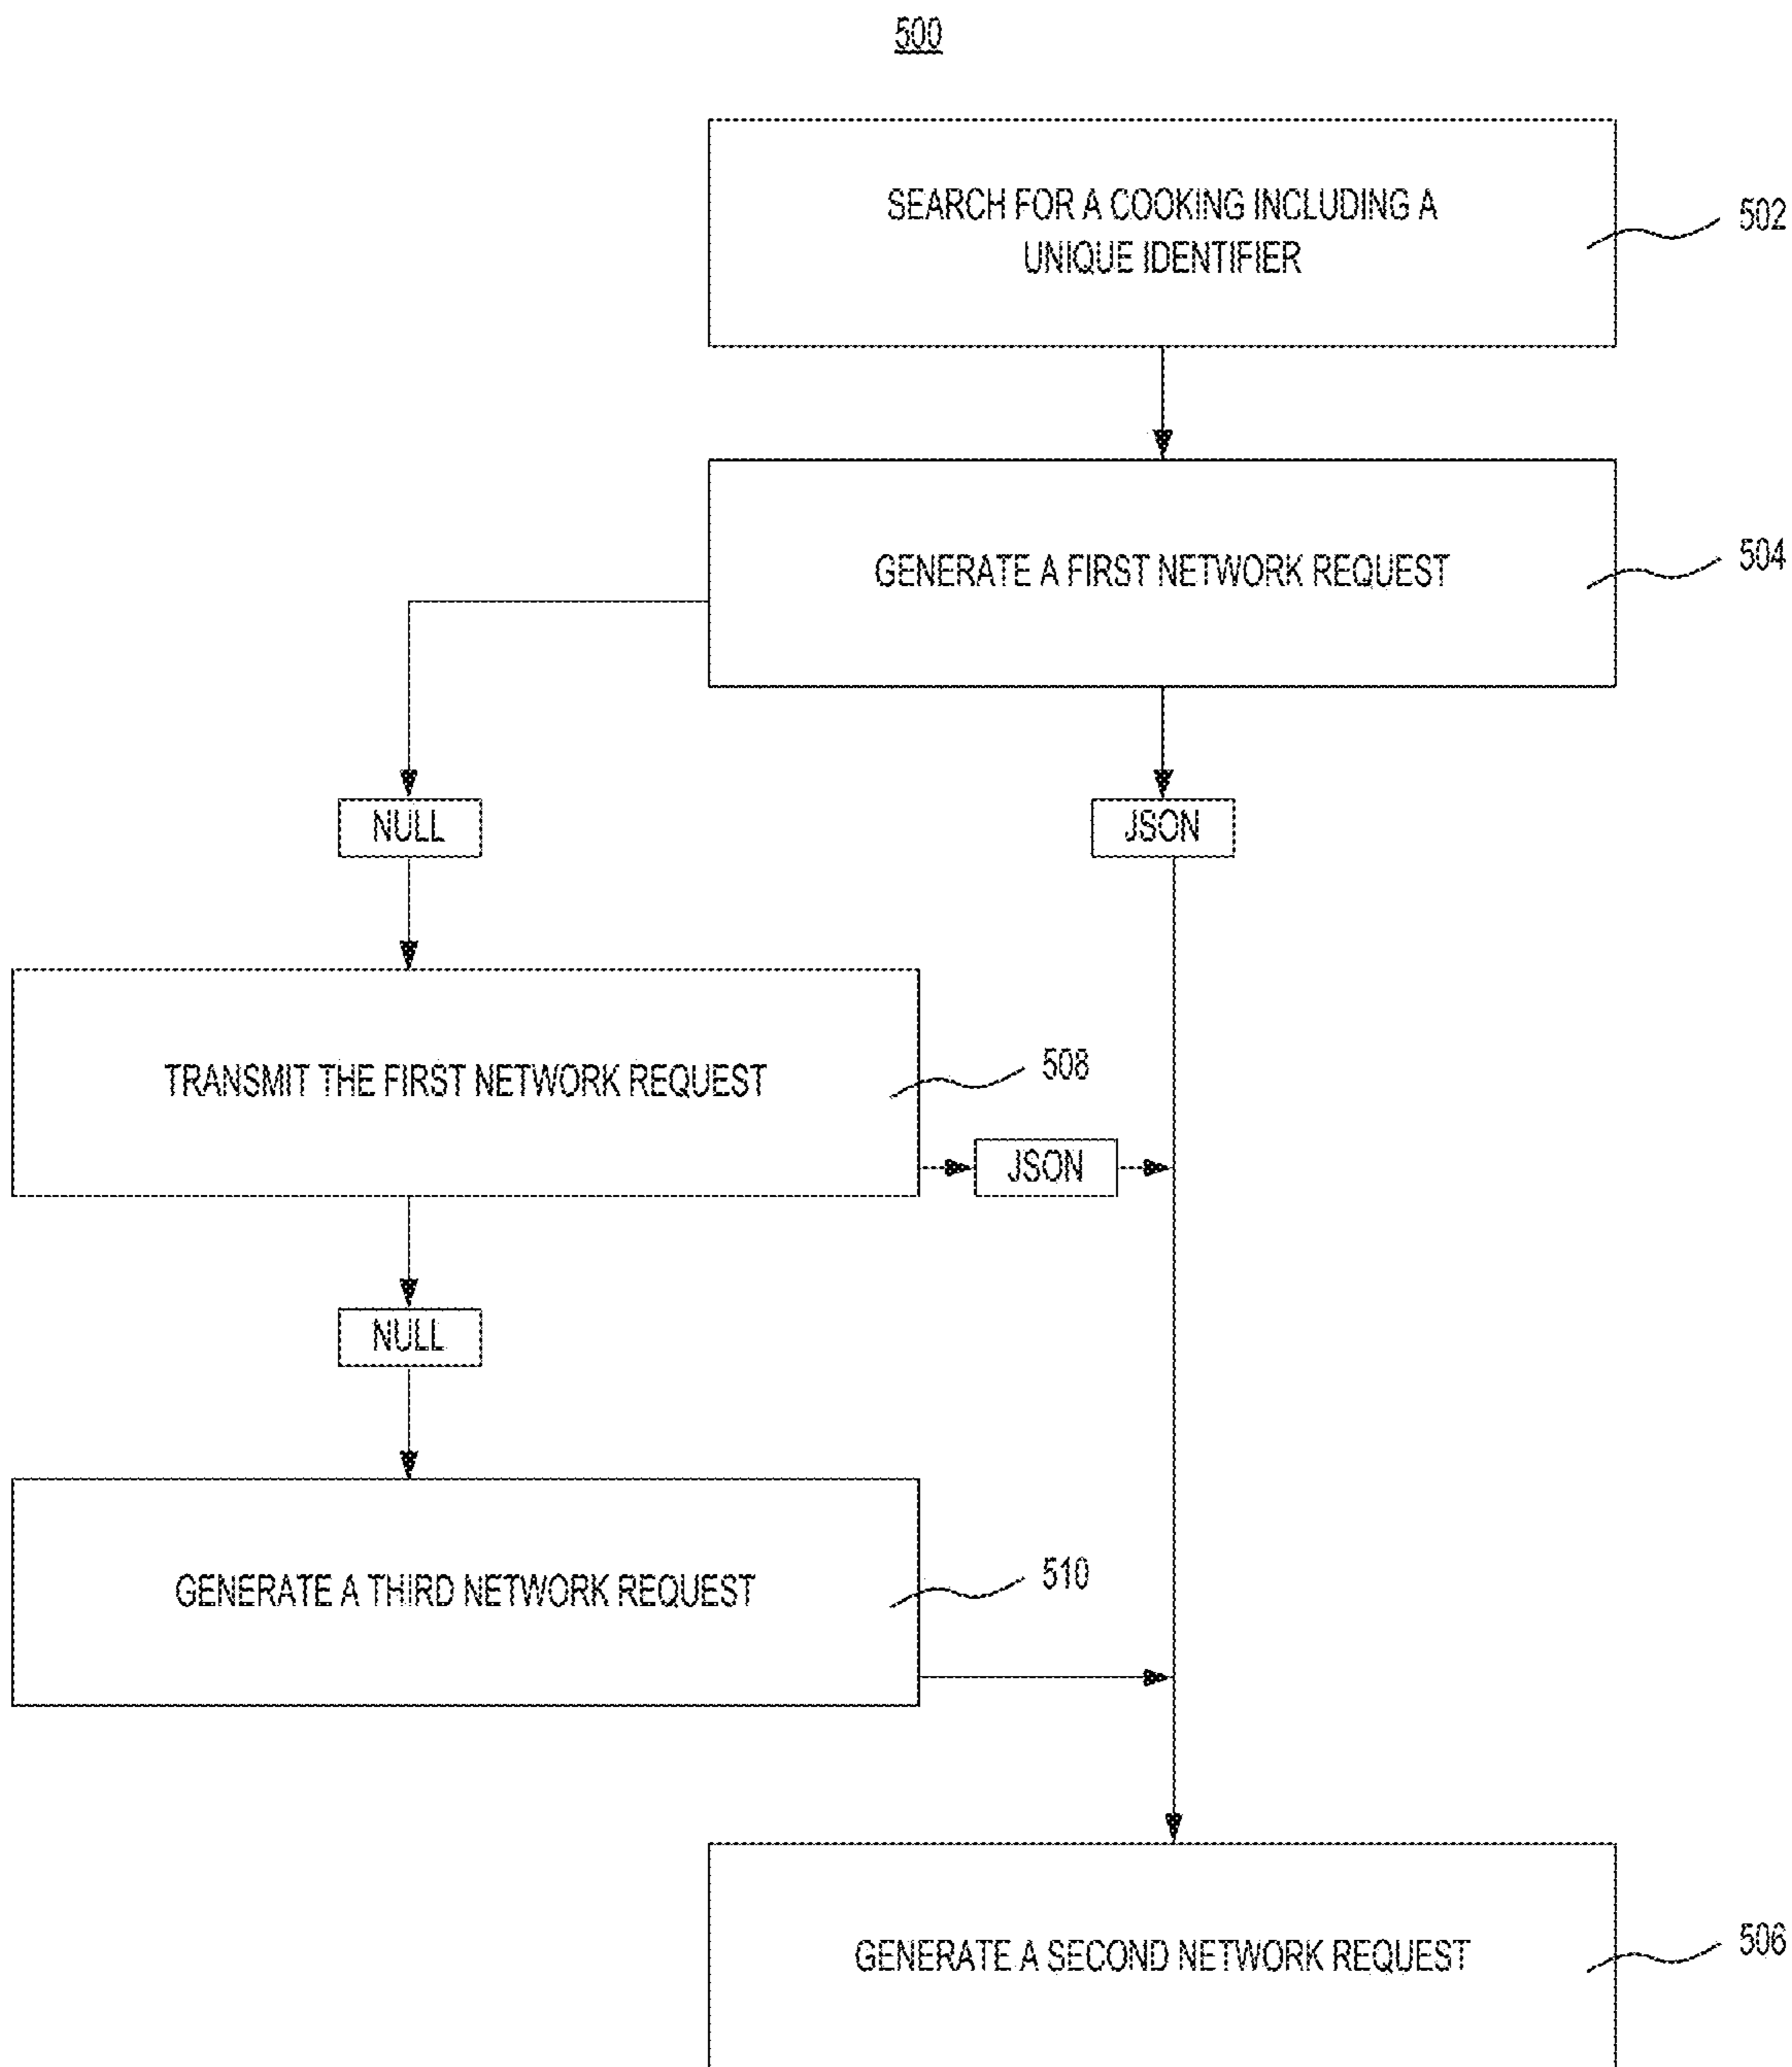 500
SEARCH FOR A COOKING INCLUDING A
UNIQUE IDENTIFIER
502
GENERATE A FIRST NETWORK REQUEST
504
NULL
JSON
TRANSMIT THE FIRST NETWORK REQUEST
508
JSON
NULL
GENERATE A THIRD NETWORK REQUEST
510
GENERATE A SECOND NETWORK REQUEST
506